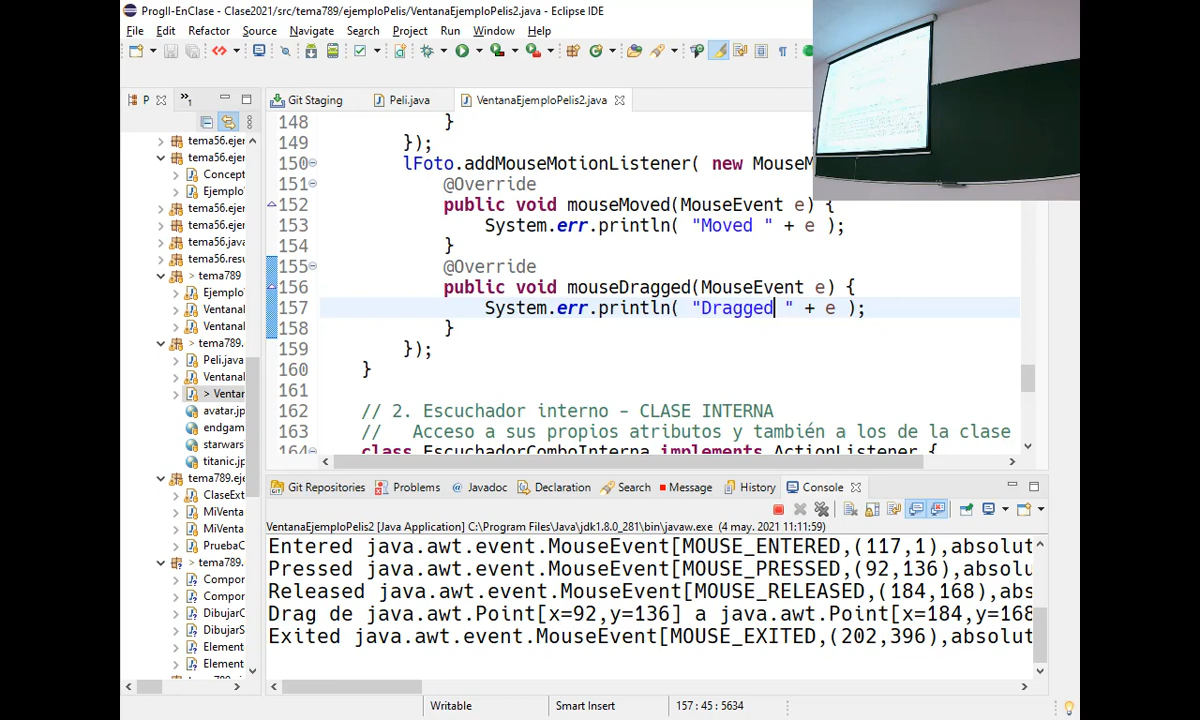 ProgII-EnClase - Clase2021/src/tema789/ejemploPelis/VentanaEjemploPelis2.java - Eclipse IDE
File Edit Refactor Source Navigate Search Project Run Window Help
P »1 Git Staging Peli.java VentanaEjemploPelis2.java
tema56.ejer
tema56.ejer
Concept
Ejemplo
tema56.ejer
tema56.ejer
tema56.java
tema56.resu
> tema789
Ejemplo
Ventana
Ventana
> tema789.
Peli.java
Ventanal
> Ventan
avatar.jp
endgam
starwars
titanic.jp
tema789.eje
ClaseExt
MiVenta
MiVenta
PruebaC
> tema789.
Compor
Compor
DibujarC
DibujarS
Element
Element
148 }
149 });
150 lFoto.addMouseMotionListener( new MouseM
151 @Override
152 public void mouseMoved(MouseEvent e) {
153 System.err.println( "Moved " + e );
154 }
155 @Override
156 public void mouseDragged(MouseEvent e) {
157 System.err.println( "Dragged " + e );
158 }
159 });
160 }
161
162 // 2. Escuchador interno - CLASE INTERNA
163 // Acceso a sus propios atributos y también a los de la clase
164 class EscuchadorComboInterna implements ActionListener {
Git Repositories Problems @ Javadoc Declaration Search Message History Console
VentanaEjemploPelis2 [Java Application] C:\Program Files\Java\jdk1.8.0_281\bin\javaw.exe (4 may. 2021 11:11:59)
Entered java.awt.event.MouseEvent[MOUSE_ENTERED,(117,1),absolut
Pressed java.awt.event.MouseEvent[MOUSE_PRESSED,(92,136),absolut
Released java.awt.event.MouseEvent[MOUSE_RELEASED,(184,168),abs
Drag de java.awt.Point[x=92,y=136] a java.awt.Point[x=184,y=168
Exited java.awt.event.MouseEvent[MOUSE_EXITED,(202,396),absolut
Writable Smart Insert 157 : 45 : 5634